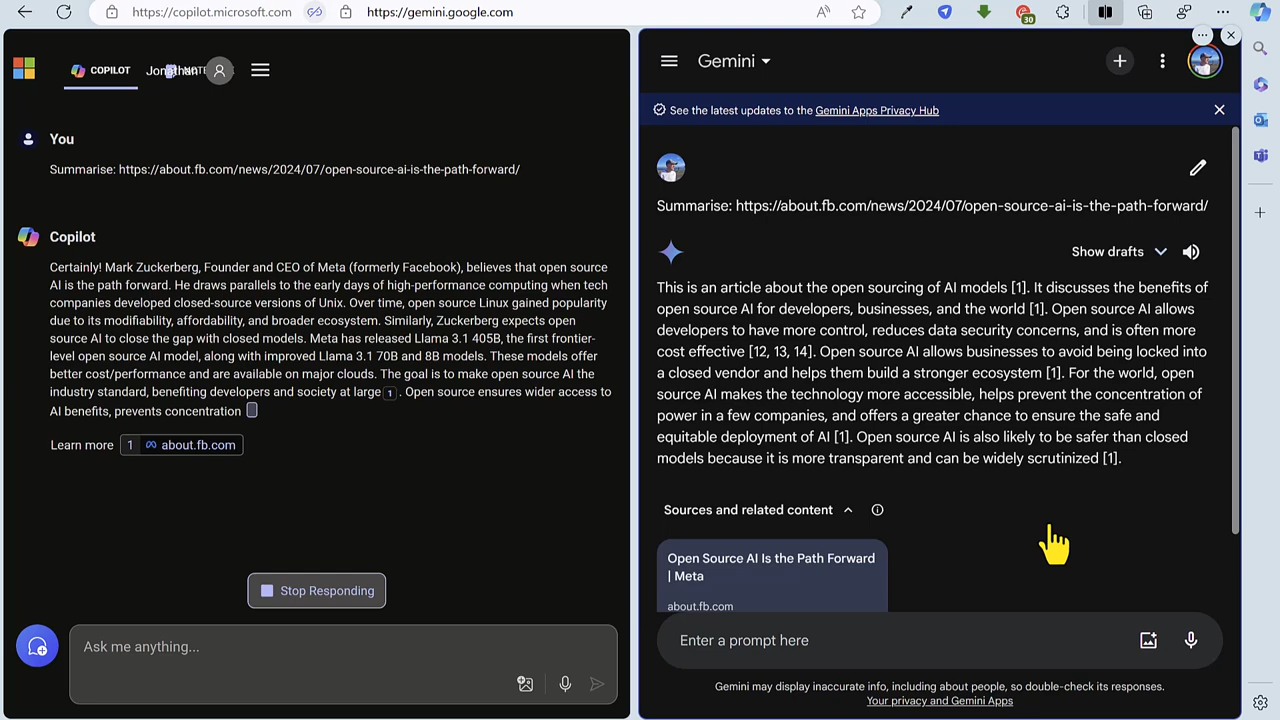 https://copilot.microsoft.com
https://gemini.google.com
30
COPILOT
You
Summarise: https://about.fb.com/news/2024/07/open-source-ai-is-the-path-forward/
Copilot
Certainly! Mark Zuckerberg, Founder and CEO of Meta (formerly Facebook), believes that open source
AI is the path forward. He draws parallels to the early days of high-performance computing when tech
companies developed closed-source versions of Unix. Over time, open source Linux gained popularity
due to its modifiability, affordability, and broader ecosystem. Similarly, Zuckerberg expects open
source AI to close the gap with closed models. Meta has released Llama 3.1 405B, the first frontier-
level open source AI model, along with improved Llama 3.1 70B and 8B models. These models offer
better cost/performance and are available on major clouds. The goal is to make open source AI the
industry standard, benefiting developers and society at large 1 . Open source ensures wider access to
AI benefits, prevents concentration
Learn more 1 about.fb.com
Stop Responding
Ask me anything...
Gemini
See the latest updates to the Gemini Apps Privacy Hub
Summarise: https://about.fb.com/news/2024/07/open-source-ai-is-the-path-forward/
Show drafts
This is an article about the open sourcing of AI models [1]. It discusses the benefits of
open source AI for developers, businesses, and the world [1]. Open source AI allows
developers to have more control, reduces data security concerns, and is often more
cost effective [12, 13, 14]. Open source AI allows businesses to avoid being locked into
a closed vendor and helps them build a stronger ecosystem [1]. For the world, open
source AI makes the technology more accessible, helps prevent the concentration of
power in a few companies, and offers a greater chance to ensure the safe and
equitable deployment of AI [1]. Open source AI is also likely to be safer than closed
models because it is more transparent and can be widely scrutinized [1].
Sources and related content
Open Source AI Is the Path Forward
| Meta
about.fb.com
Enter a prompt here
Gemini may display inaccurate info, including about people, so double-check its responses.
Your privacy and Gemini Apps